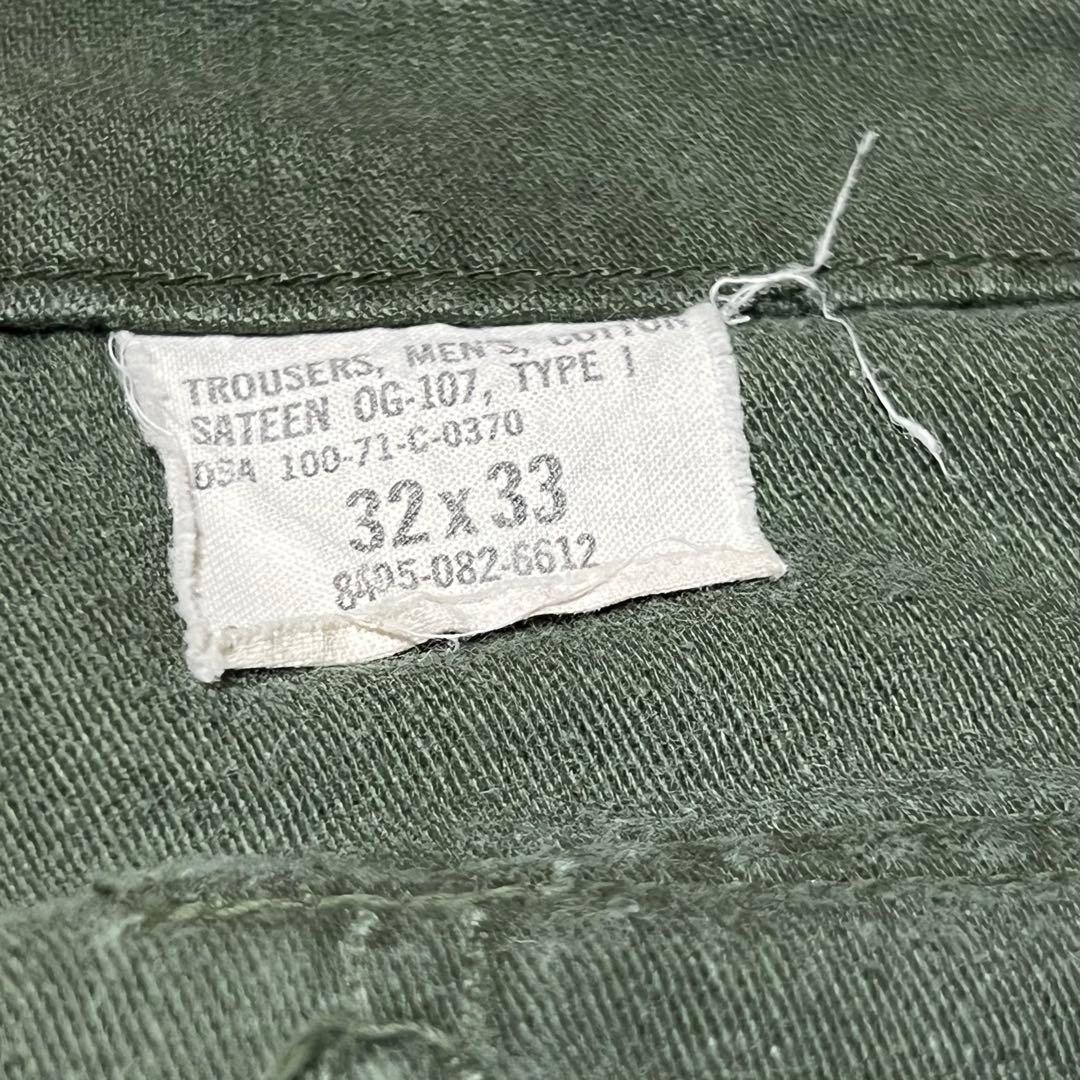 TROUSERS, MEN'S, COTTON
SATEEN OG-107, TYPE I
DSA 100-71-C-0370
32 x 33
8405-082-6612